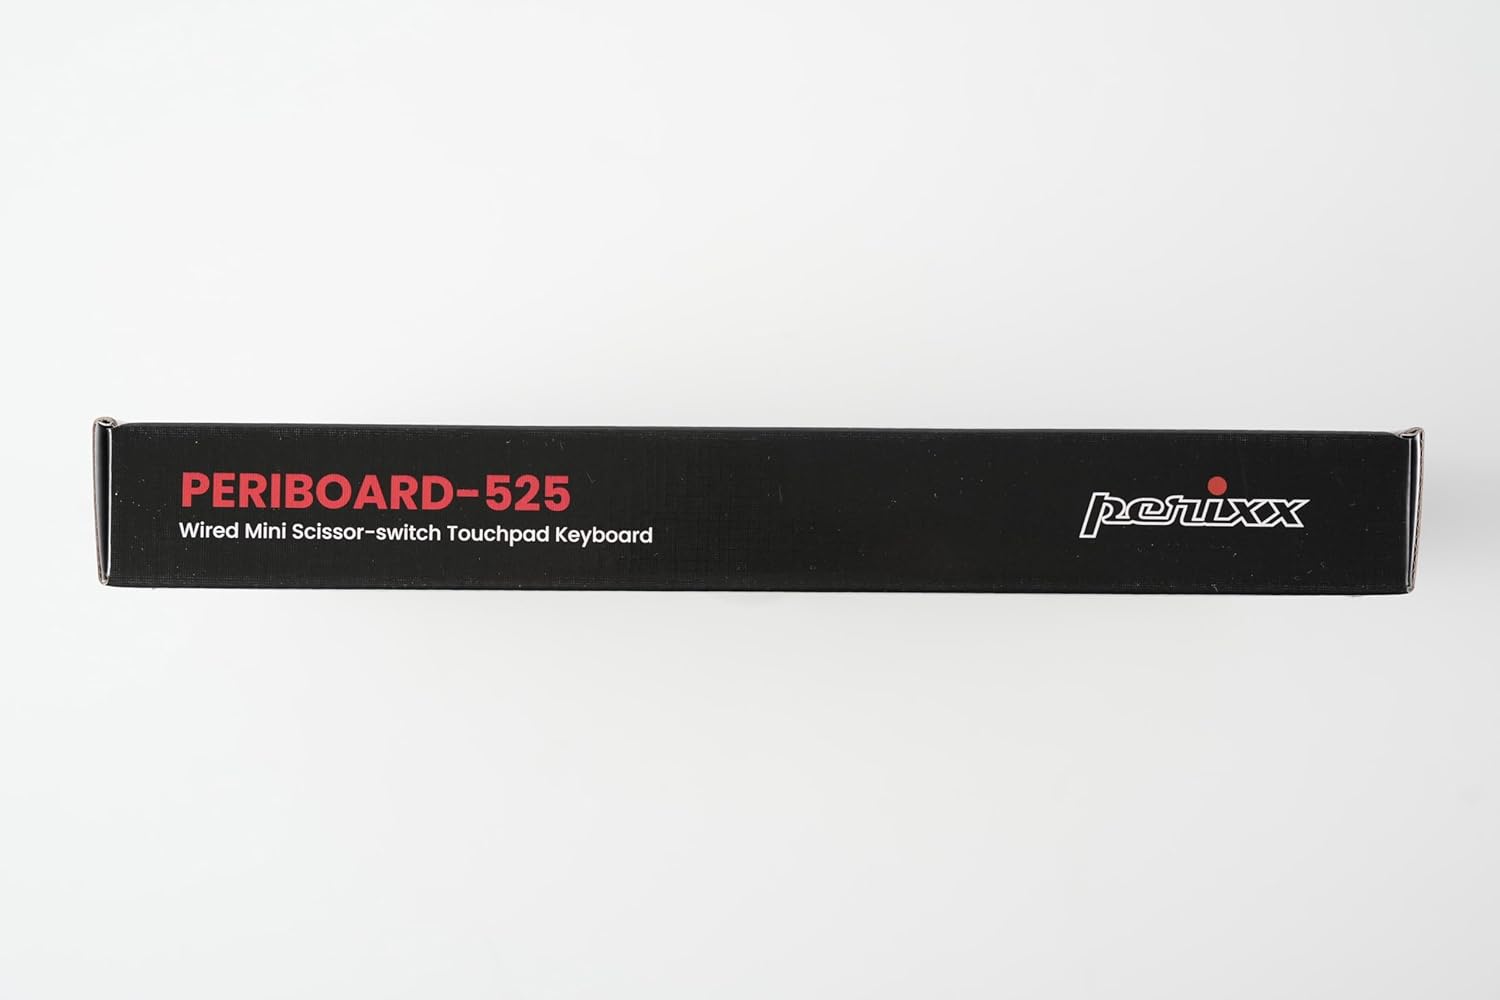 PERIBOARD-525
Wired Mini Scissor-switch Touchpad Keyboard
perixx